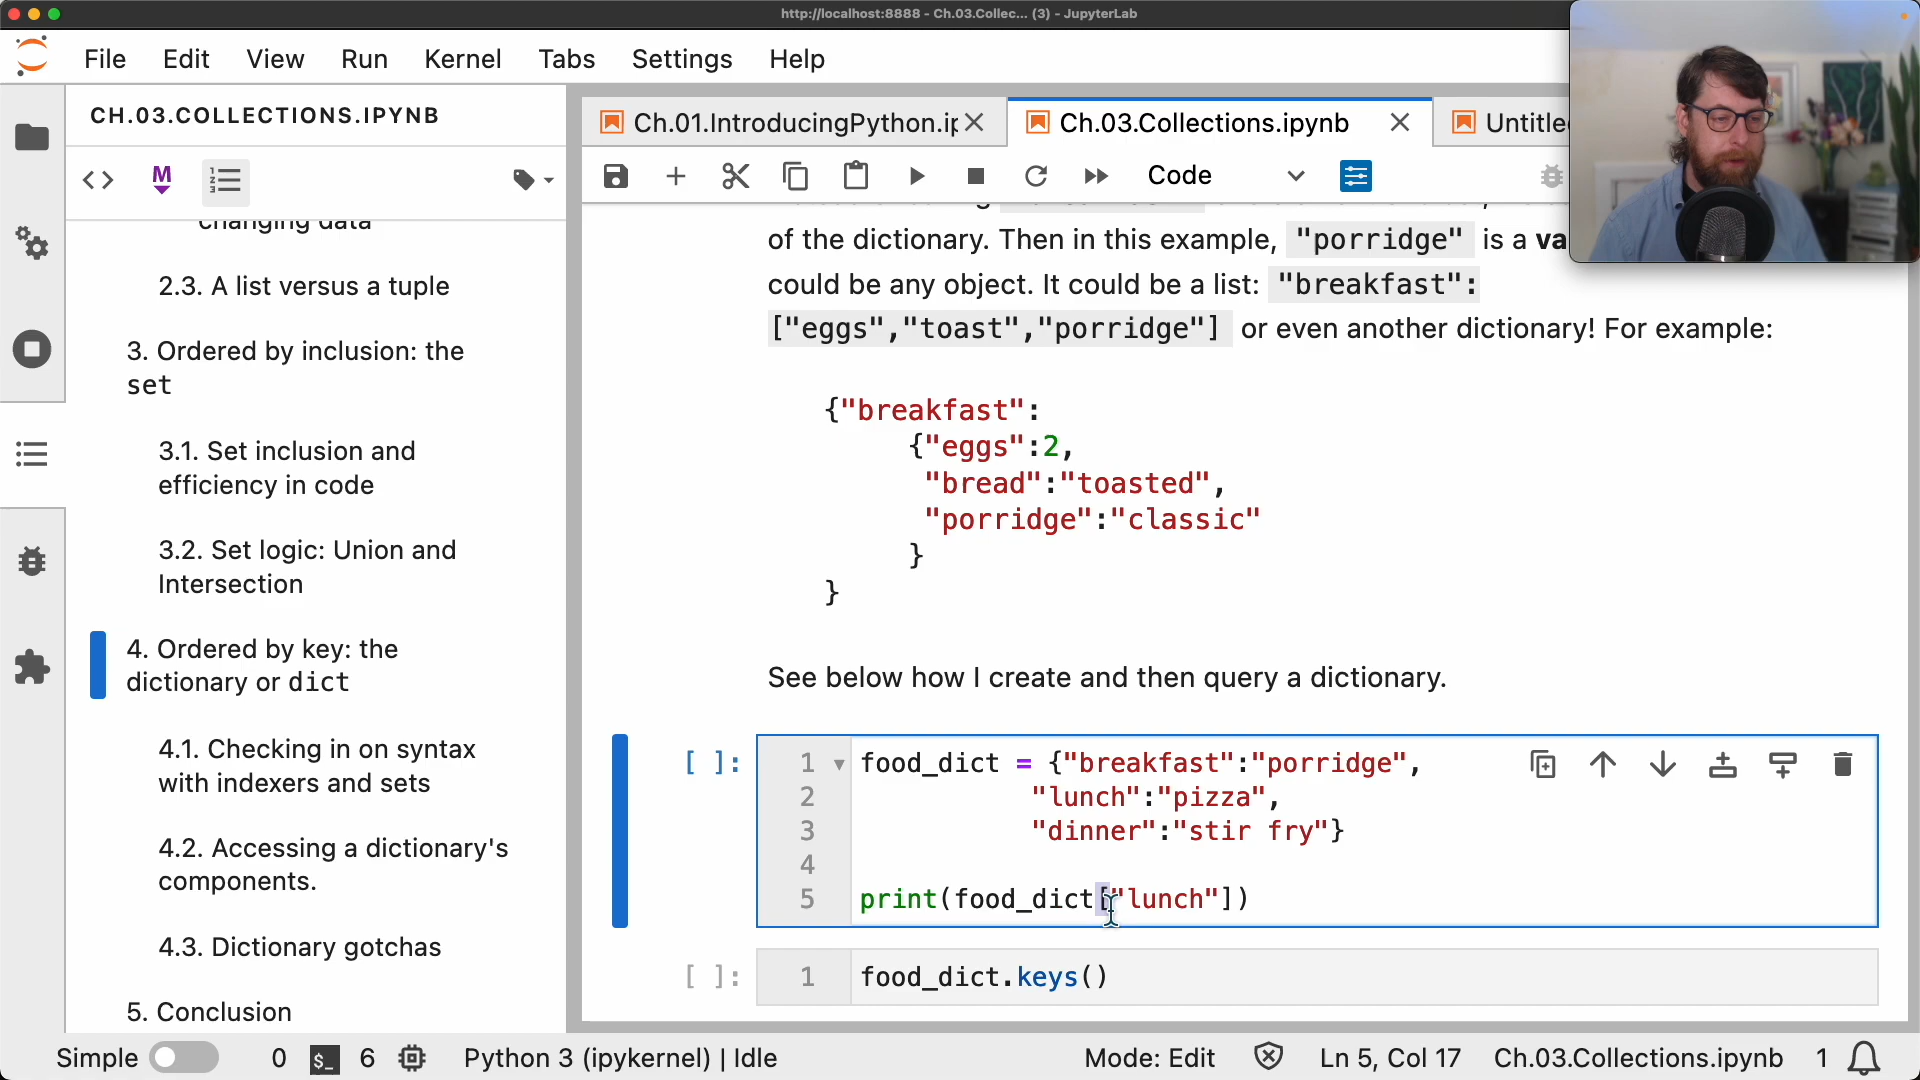 http://localhost:8888 - Ch.03.Collec... (3) - JupyterLab
File Edit View Run Kernel Tabs Settings Help
CH.03.COLLECTIONS.IPYNB
Ch.01.IntroducingPython.ip
Ch.03.Collections.ipynb
Code
changing data
2.3. A list versus a tuple
3. Ordered by inclusion: the
set
3.1. Set inclusion and
efficiency in code
3.2. Set logic: Union and
Intersection
4. Ordered by key: the
dictionary or dict
4.1. Checking in on syntax
with indexers and sets
4.2. Accessing a dictionary's
components.
4.3. Dictionary gotchas
5. Conclusion
of the dictionary. Then in this example, "porridge" is a va
could be any object. It could be a list: "breakfast":
["eggs","toast","porridge"] or even another dictionary! For example:
{"breakfast":
{"eggs":2,
"bread":"toasted",
"porridge":"classic"
}
}
See below how I create and then query a dictionary.
[ ]:
1 food_dict = {"breakfast":"porridge",
2 "lunch":"pizza",
3 "dinner":"stir fry"}
4
5 print(food_dict["lunch"])
[ ]:
1 food_dict.keys()
Simple 0 $_ 6 Python 3 (ipykernel) | Idle Mode: Edit Ln 5, Col 17 Ch.03.Collections.ipynb 1